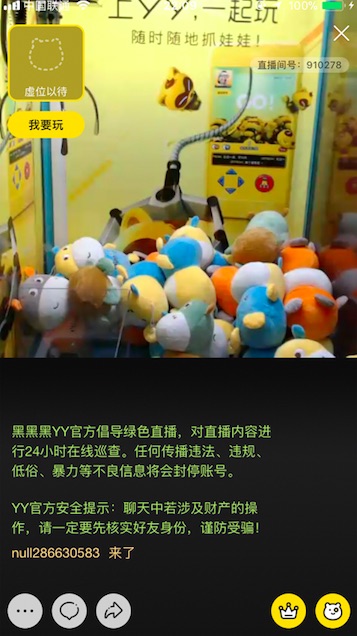 中国联通
100%
上YY,一起玩
随时随地抓娃娃!
直播间号: 910278
虚位以待
我要玩
GO!
黑黑黑YY官方倡导绿色直播，对直播内容进
行24小时在线巡查。任何传播违法、违规、
低俗、暴力等不良信息将会封停账号。
YY官方安全提示：聊天中若涉及财产的操
作，请一定要先核实好友身份，谨防受骗！
null286630583 来了